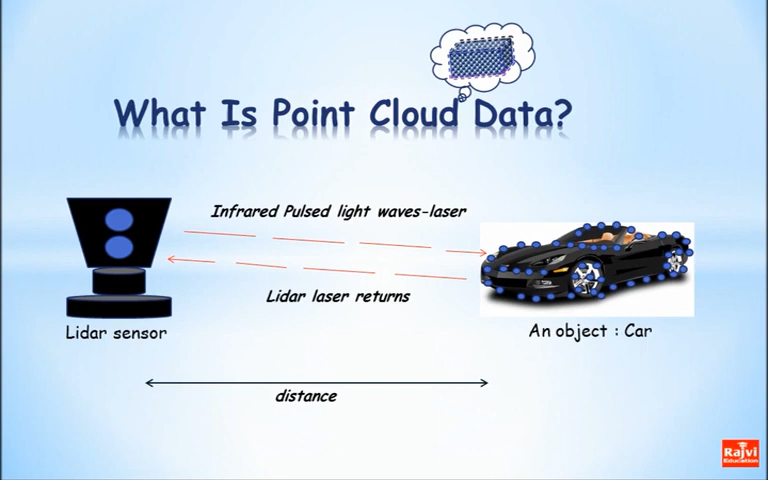 What Is Point Cloud Data?
Infrared Pulsed light waves-laser
Lidar laser returns
Lidar sensor
An object : Car
distance
Rajvi
Education